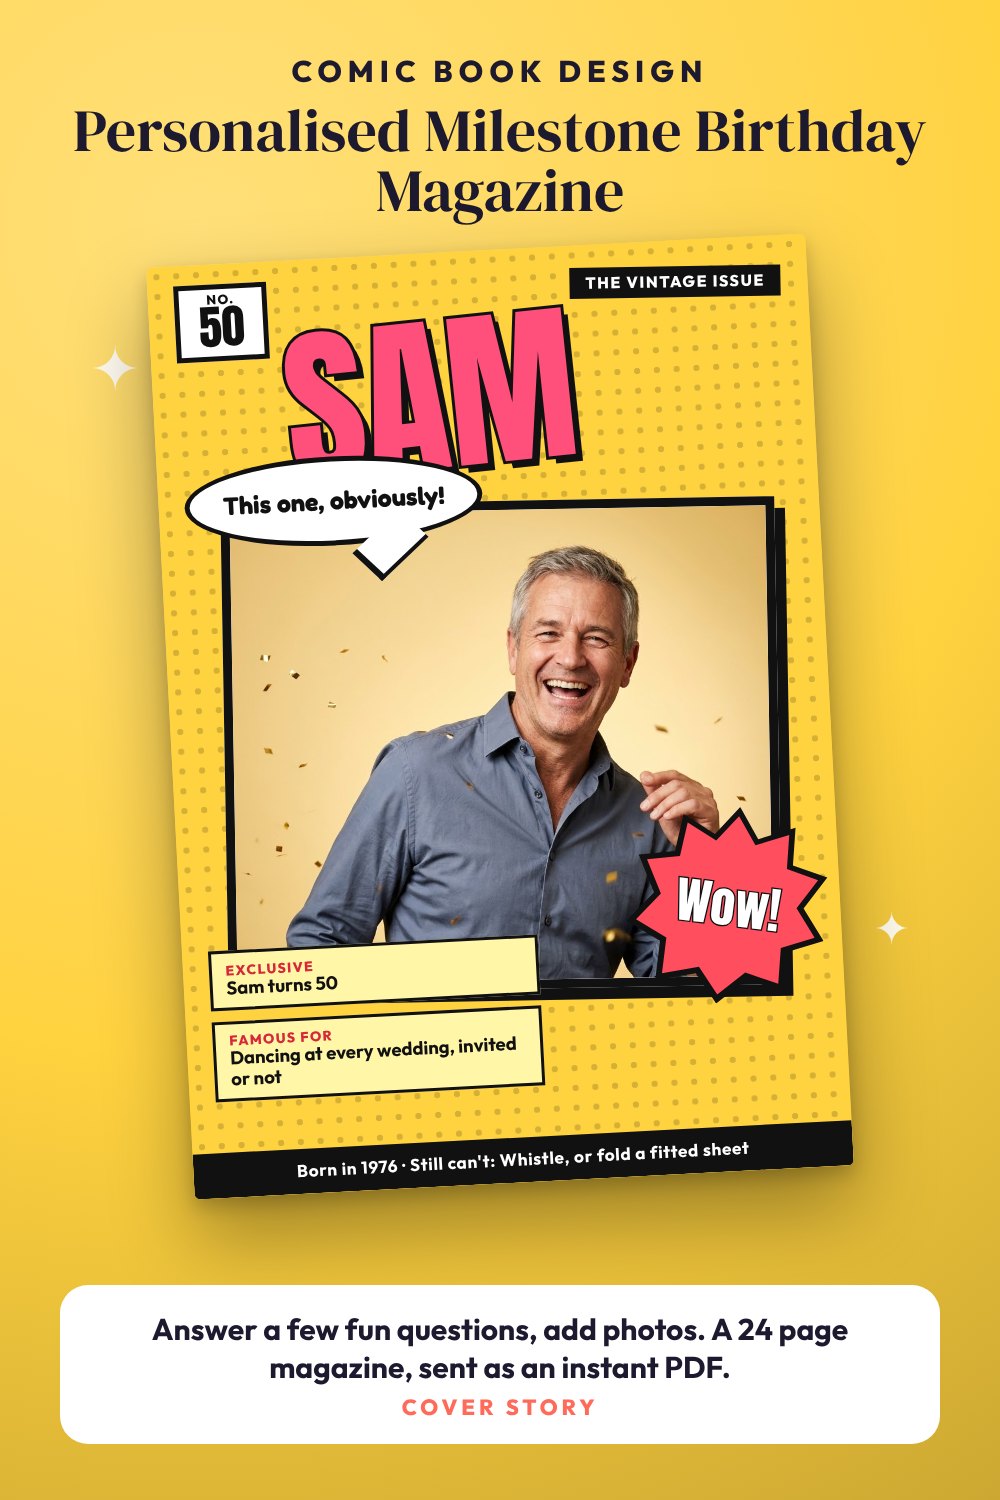 COMIC BOOK DESIGN
Personalised Milestone Birthday
Magazine
NO.
50
THE VINTAGE ISSUE
SAM
This one, obviously!
Wow!
EXCLUSIVE
Sam turns 50
FAMOUS FOR
Dancing at every wedding, invited
or not
Born in 1976 · Still can't: Whistle, or fold a fitted sheet
Answer a few fun questions, add photos. A 24 page
magazine, sent as an instant PDF.
COVER STORY